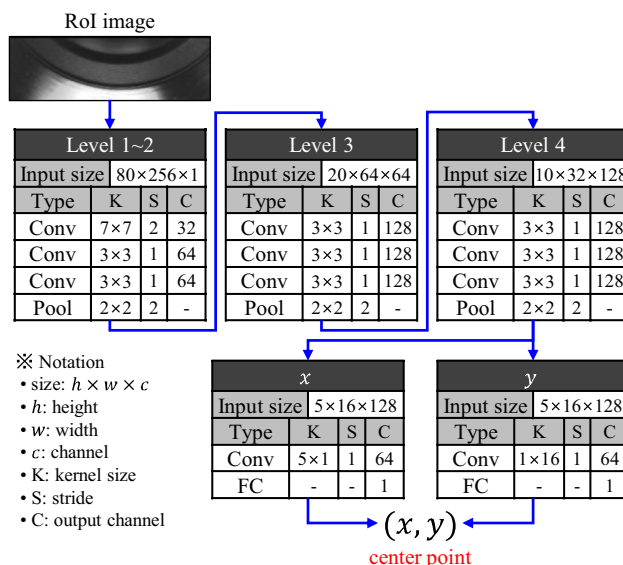 RoI image
Level 1~2
Input size 80×256×1
Type K S C
Conv 7×7 2 32
Conv 3×3 1 64
Conv 3×3 1 64
Pool 2×2 2 -
Level 3
Input size 20×64×64
Type K S C
Conv 3×3 1 128
Conv 3×3 1 128
Conv 3×3 1 128
Pool 2×2 2 -
Level 4
Input size 10×32×128
Type K S C
Conv 3×3 1 128
Conv 3×3 1 128
Conv 3×3 1 128
Pool 2×2 2 -
※ Notation
• size: h × w × c
• h: height
• w: width
• c: channel
• K: kernel size
• S: stride
• C: output channel
x
Input size 5×16×128
Type K S C
Conv 5×1 1 64
FC - - 1
y
Input size 5×16×128
Type K S C
Conv 1×16 1 64
FC - - 1
(x, y)
center point